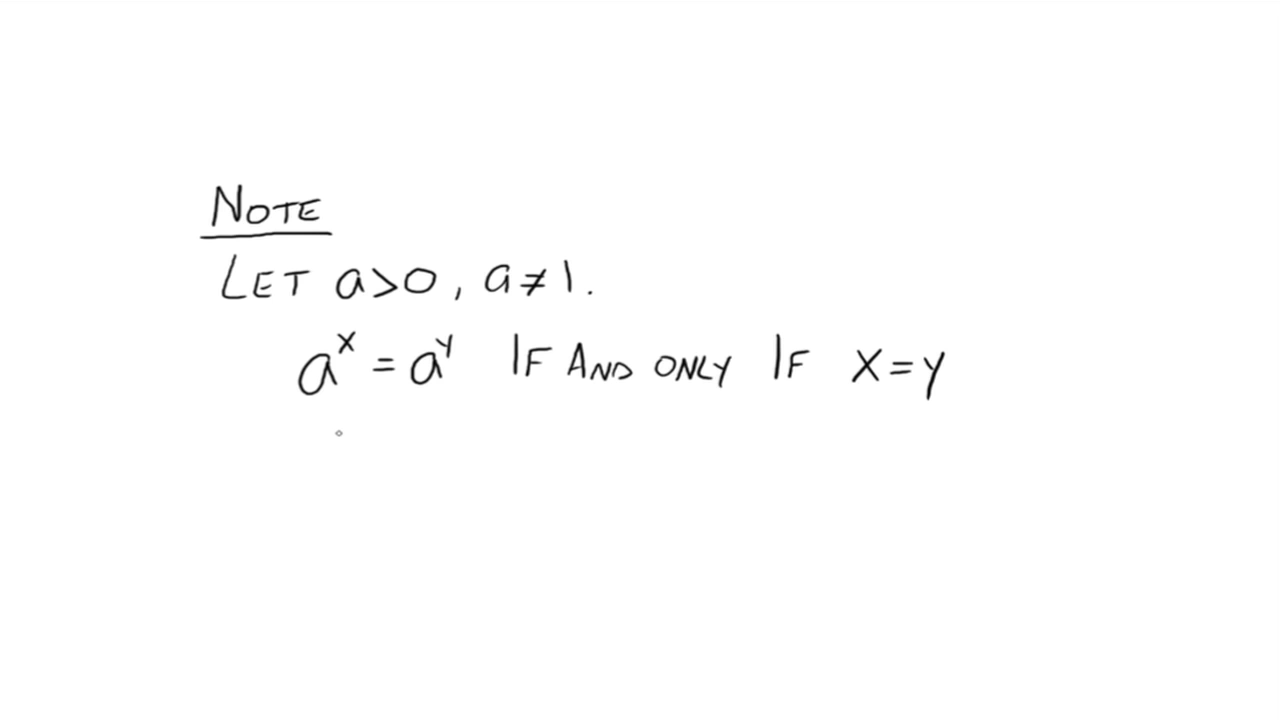 NOTE
LET a>0, a≠1.
a^x = a^y IF AND ONLY IF x=y